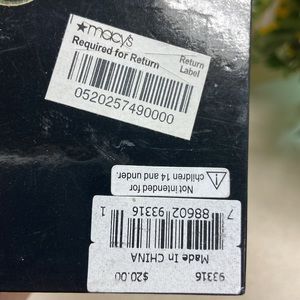 ★macy's
Required for Return
Return
Label
0520257490000
Not intended for
children 14 and under.
7 88602 93316 1
Made In CHINA
93316
$20.00